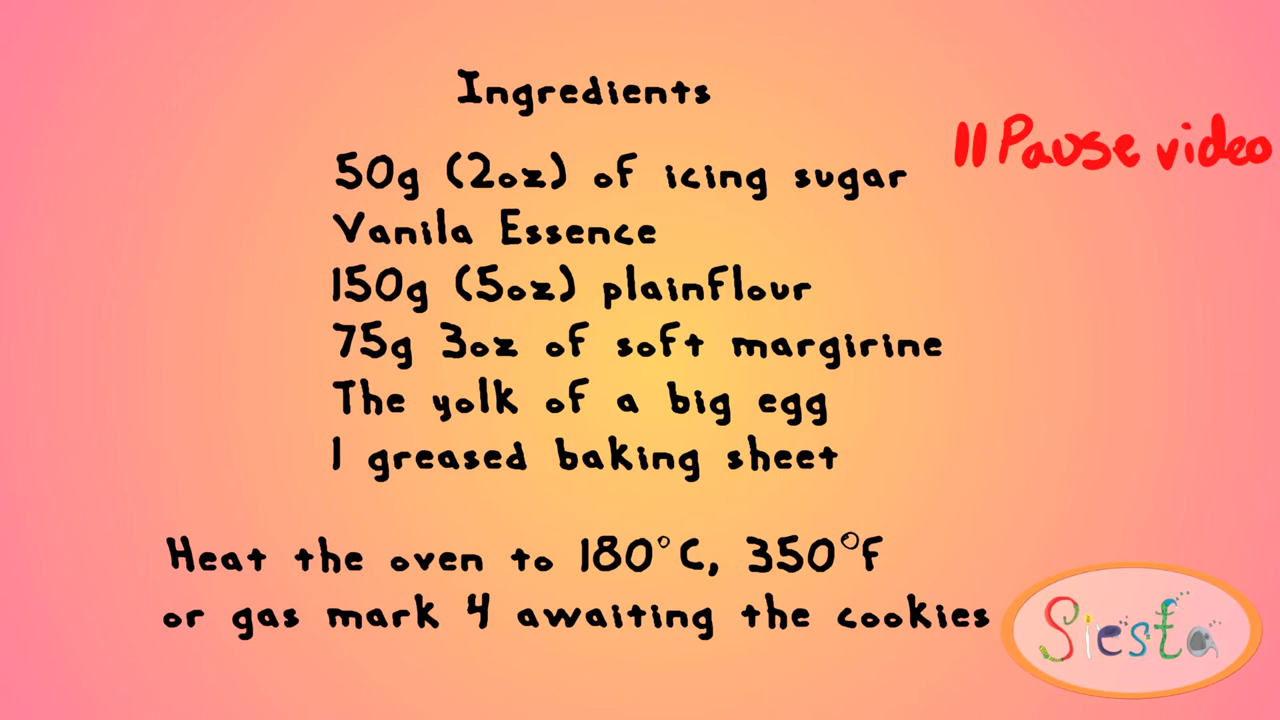 Ingredients
50g (2oz) of icing sugar
|| Pause video
Vanila Essence
150g (5oz) plainflour
75g 3oz of soft margirine
The yolk of a big egg
1 greased baking sheet
Heat the oven to 180°C, 350°F
or gas mark 4 awaiting the cookies
Siesta